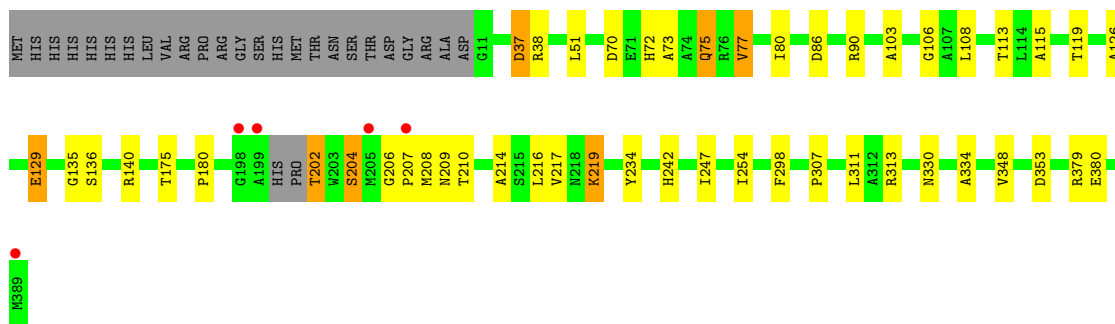 MET HIS HIS HIS HIS HIS HIS LEU VAL ARG PRO ARG GLY SER HIS MET THR ASN SER THR ASP GLY ARG ALA ASP G11 D37 R38 L51 D70 E71 H72 A73 A74 Q75 R76 V77 I80 D86 R90 A103 G106 A107 L108 T113 L114 A115 T119 A126
E129 G135 S136 R140 T175 P180 G198 A199 HIS PRO T202 W203 S204 M205 G206 P207 M208 N209 T210 A214 S215 L216 V217 N218 K219 Y234 H242 I247 I254 F298 P307 L311 A312 R313 N330 A334 V348 D353 R379 E380
M389